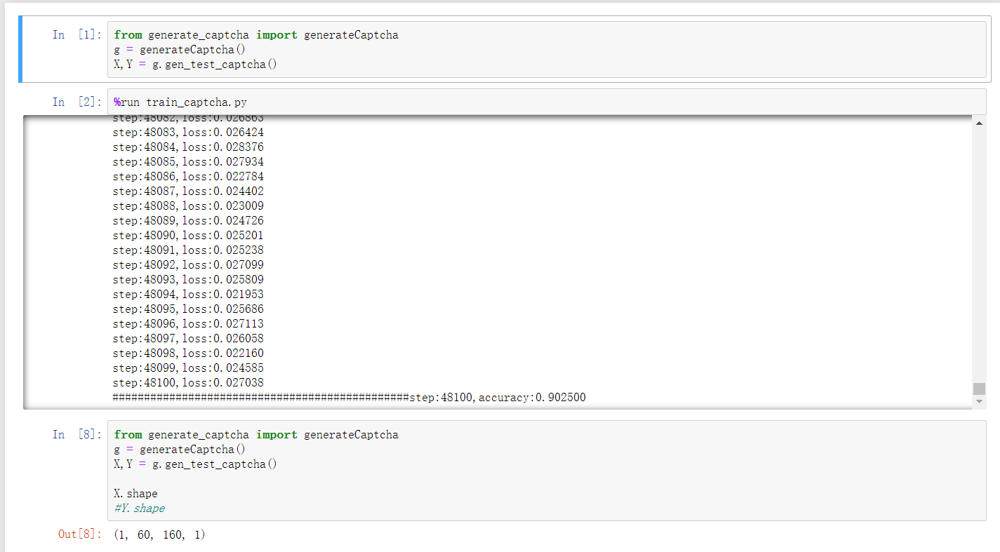 In [1]:
from generate_captcha import generateCaptcha
g = generateCaptcha()
X,Y = g.gen_test_captcha()
In [2]:
%run train_captcha.py
step:48082,loss:0.026863
step:48083,loss:0.026424
step:48084,loss:0.028376
step:48085,loss:0.027934
step:48086,loss:0.022784
step:48087,loss:0.024402
step:48088,loss:0.023009
step:48089,loss:0.024726
step:48090,loss:0.025201
step:48091,loss:0.025238
step:48092,loss:0.027099
step:48093,loss:0.025809
step:48094,loss:0.021953
step:48095,loss:0.025686
step:48096,loss:0.027113
step:48097,loss:0.026058
step:48098,loss:0.022160
step:48099,loss:0.024585
step:48100,loss:0.027038
###############################################step:48100,accuracy:0.902500
In [8]:
from generate_captcha import generateCaptcha
g = generateCaptcha()
X,Y = g.gen_test_captcha()
X.shape
#Y.shape
Out[8]:
(1, 60, 160, 1)